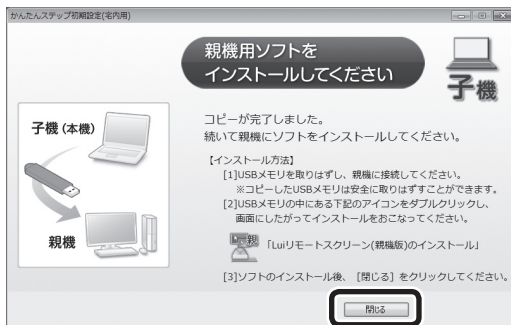 かんたんステップ初期設定(宅内用)
親機用ソフトを
インストールしてください
子機
子機 (本機)
親機
コピーが完了しました。
続いて親機にソフトをインストールしてください。
【インストール方法】
[1]USBメモリを取りはずし、親機に接続してください。
※コピーしたUSBメモリは安全に取りはずすことができます。
[2]USBメモリの中にある下記のアイコンをダブルクリックし、
画面にしたがってインストールをおこなってください。
親
「Luiリモートスクリーン(親機版)のインストール」
[3]ソフトのインストール後、[閉じる] をクリックしてください。
閉じる